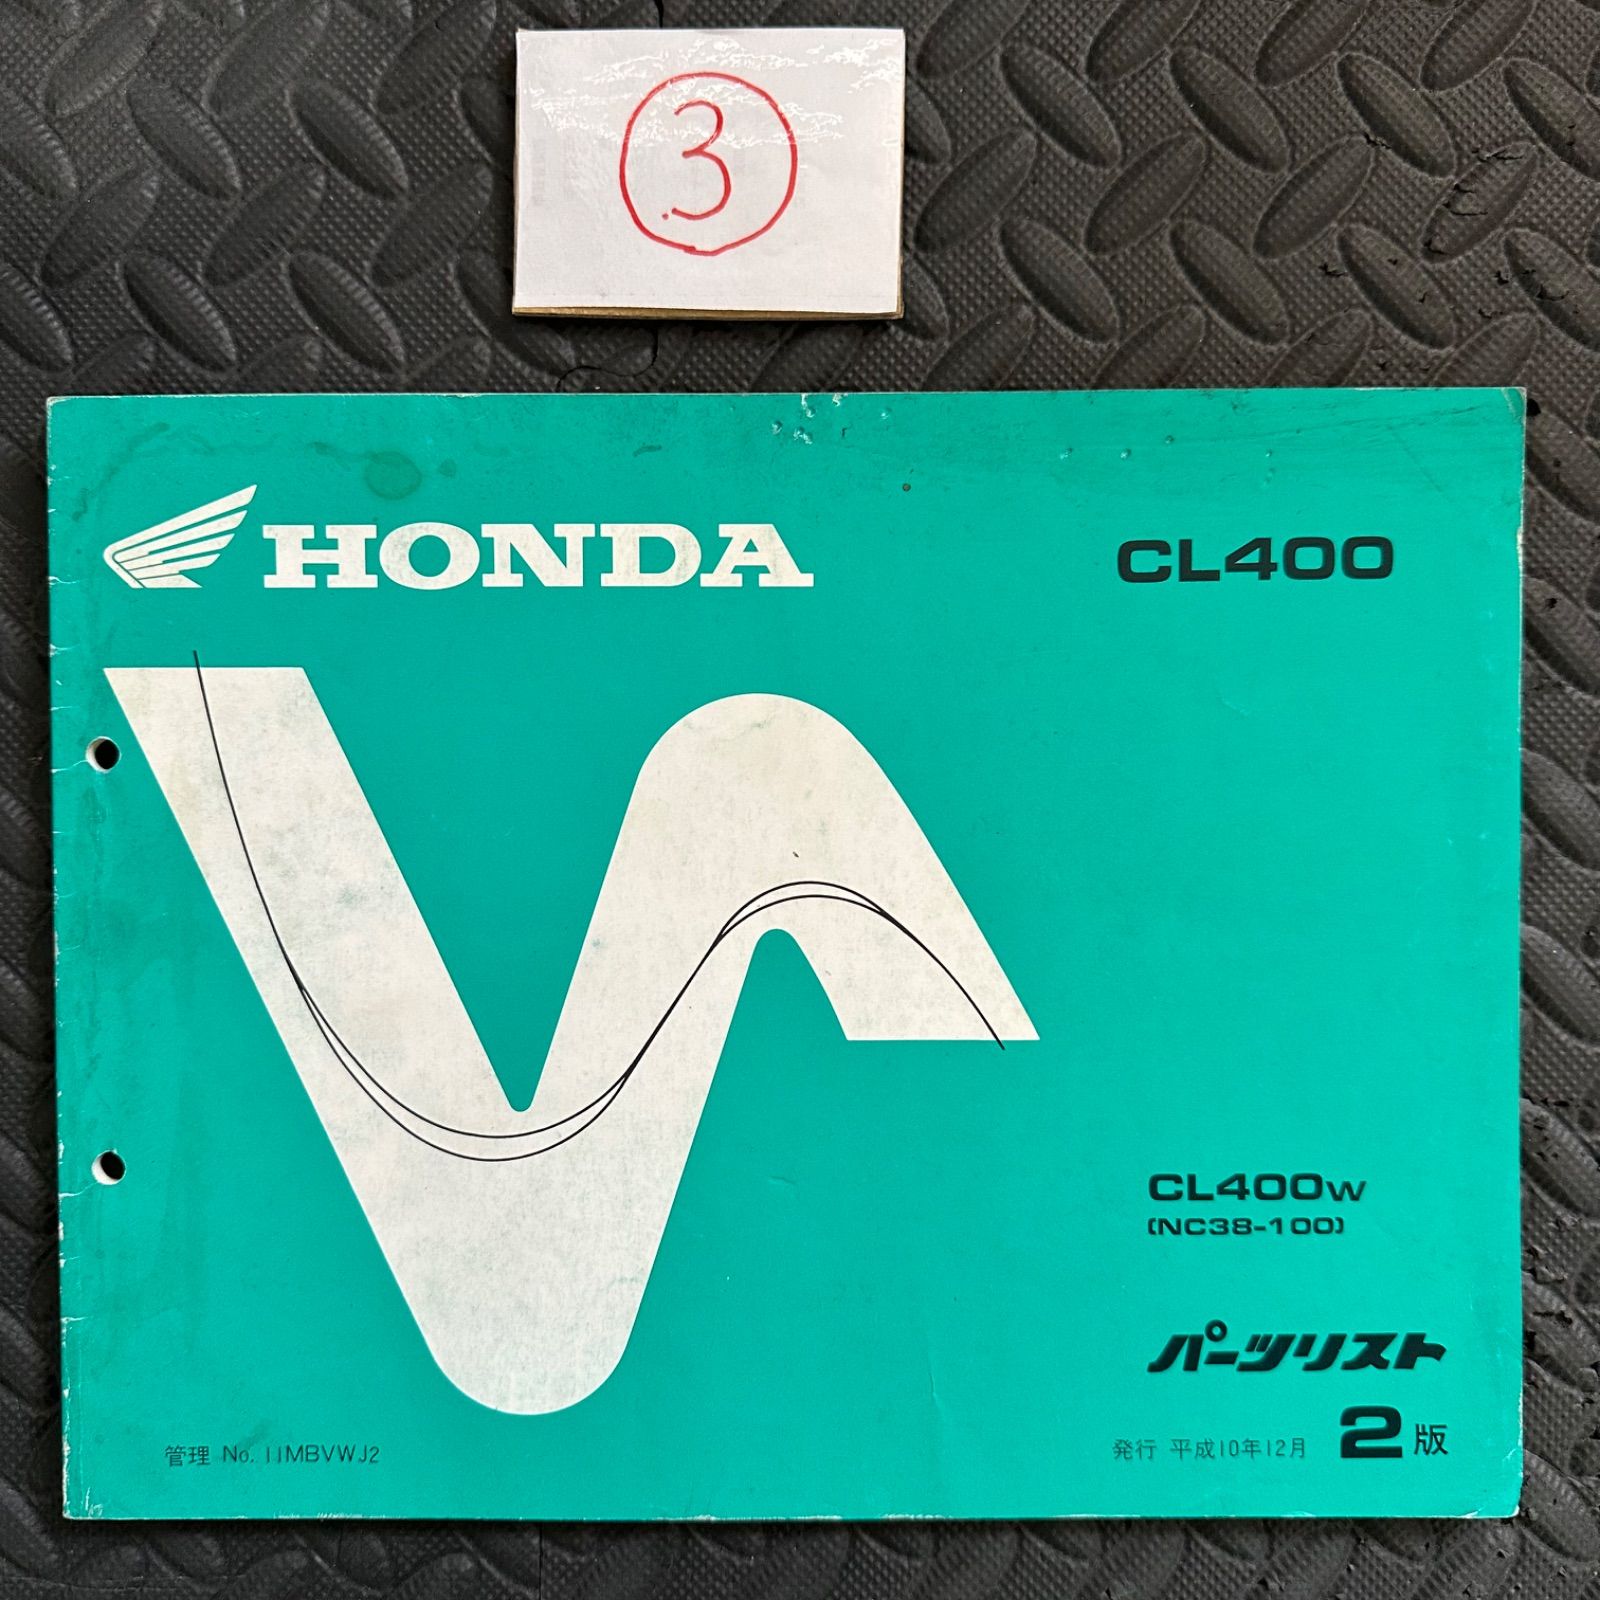 ③
HONDA
CL400
CL400W
(NC38-100)
パーツリスト
管理 No. 11MBVWJ2
発行 平成10年12月 2版